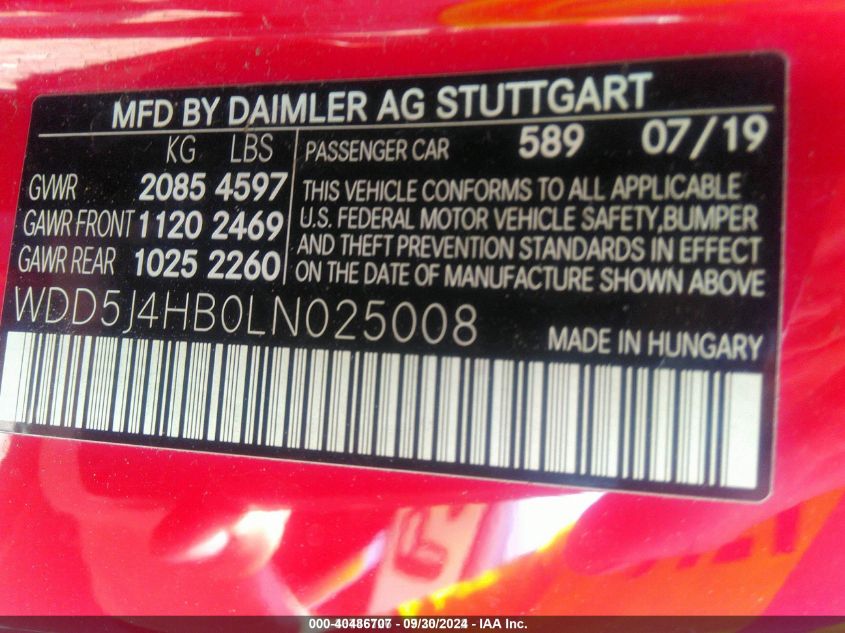 MFD BY DAIMLER AG STUTTGART
KG LBS
PASSENGER CAR 589 07/19
GVWR 2085 4597
GAWR FRONT 1120 2469
GAWR REAR 1025 2260
THIS VEHICLE CONFORMS TO ALL APPLICABLE
U.S. FEDERAL MOTOR VEHICLE SAFETY, BUMPER
AND THEFT PREVENTION STANDARDS IN EFFECT
ON THE DATE OF MANUFACTURE SHOWN ABOVE
WDD5J4HB0LN025008
MADE IN HUNGARY
000-40486707 - 09/30/2024 - IAA Inc.